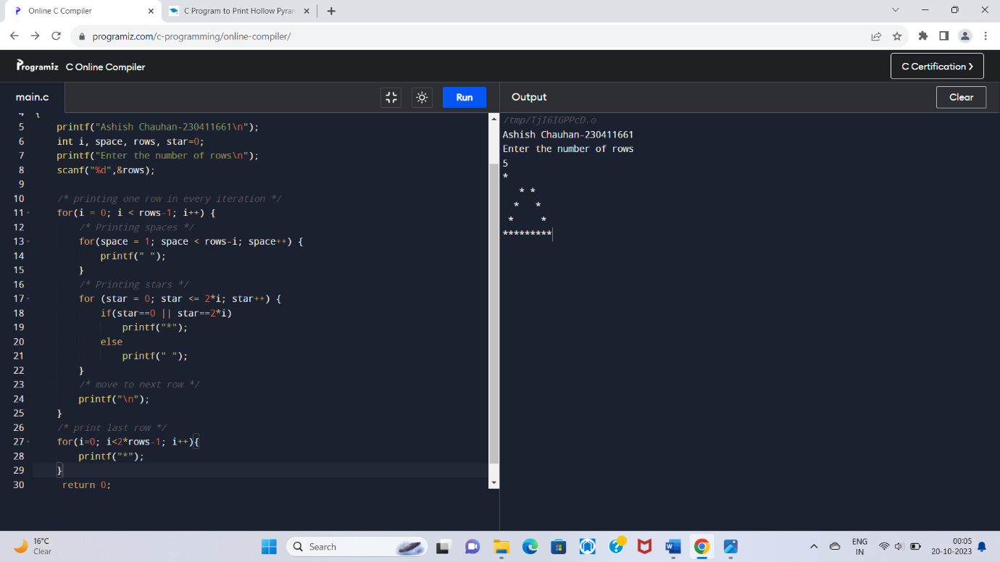 Online C Compiler
C Program to Print Hollow Pyran
programiz.com/c-programming/online-compiler/
Programiz C Online Compiler
C Certification
main.c
Run
Output
Clear
4 {
5 printf("Ashish Chauhan-230411661\n");
6 int i, space, rows, star=0;
7 printf("Enter the number of rows\n");
8 scanf("%d",&rows);
9
10 /* printing one row in every iteration */
11 for(i = 0; i < rows-1; i++) {
12 /* Printing spaces */
13 for(space = 1; space < rows-i; space++) {
14 printf(" ");
15 }
16 /* Printing stars */
17 for (star = 0; star <= 2*i; star++) {
18 if(star==0 || star==2*i)
19 printf("*");
20 else
21 printf(" ");
22 }
23 /* move to next row */
24 printf("\n");
25 }
26 /* print last row */
27 for(i=0; i<2*rows-1; i++){
28 printf("*");
29 }
30 return 0;
/tmp/TjI6IGPPcD.o
Ashish Chauhan-230411661
Enter the number of rows
5
*
* *
*   *
*     *
*********
16°C
Clear
Search
ENG
IN
00:05
20-10-2023